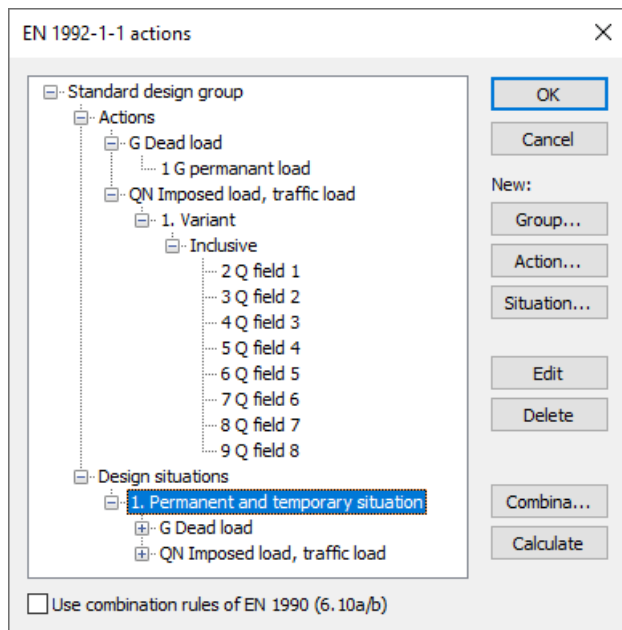 EN 1992-1-1 actions
Standard design group
Actions
G Dead load
1 G permanant load
QN Imposed load, traffic load
1. Variant
Inclusive
2 Q field 1
3 Q field 2
4 Q field 3
5 Q field 4
6 Q field 5
7 Q field 6
8 Q field 7
9 Q field 8
Design situations
1. Permanent and temporary situation
G Dead load
QN Imposed load, traffic load
OK
Cancel
New:
Group...
Action...
Situation...
Edit
Delete
Combina...
Calculate
Use combination rules of EN 1990 (6.10a/b)